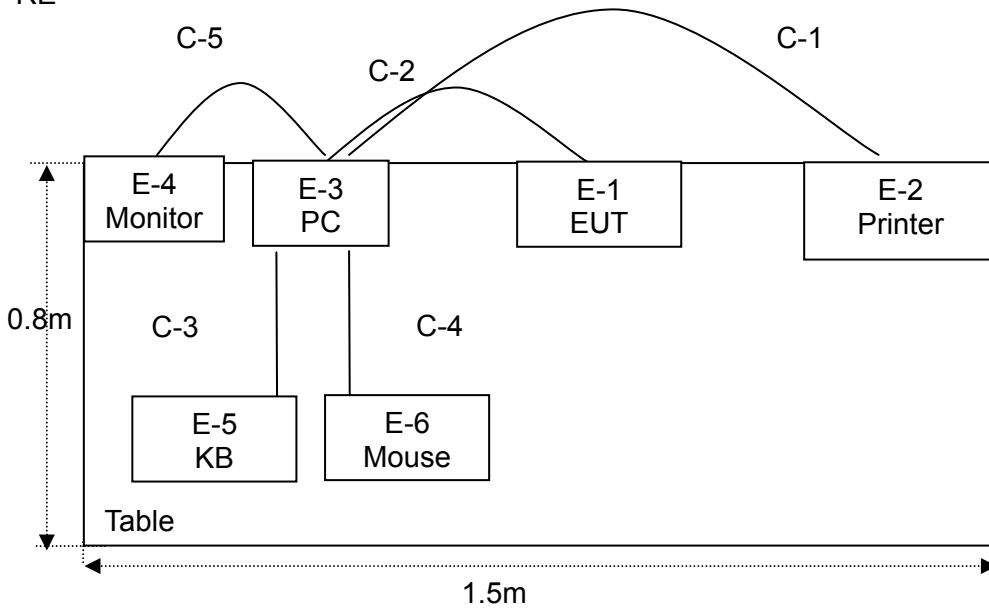 C-5
C-1
C-2
E-4
Monitor
E-3
PC
E-1
EUT
E-2
Printer
0.8m
C-3
C-4
E-5
KB
E-6
Mouse
Table
1.5m